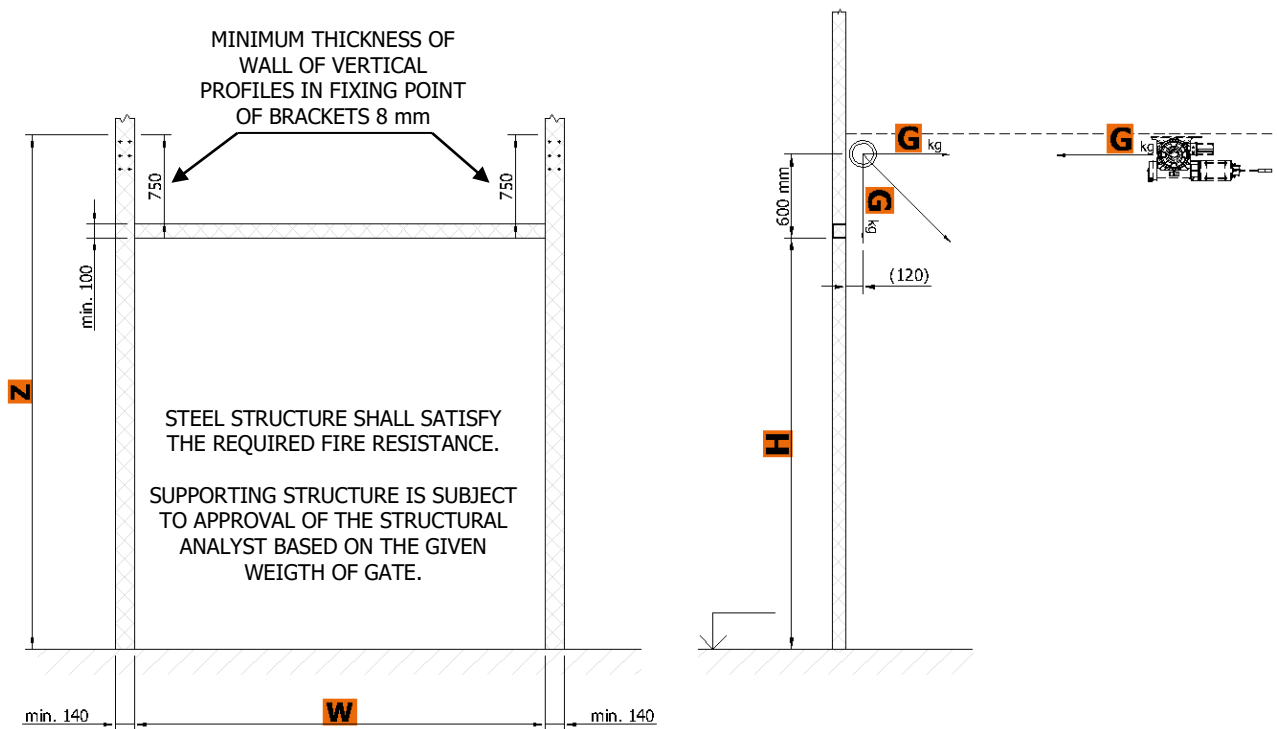 MINIMUM THICKNESS OF
WALL OF VERTICAL
PROFILES IN FIXING POINT
OF BRACKETS 8 mm
750
750
min. 100
Z
STEEL STRUCTURE SHALL SATISFY
THE REQUIRED FIRE RESISTANCE.
SUPPORTING STRUCTURE IS SUBJECT
TO APPROVAL OF THE STRUCTURAL
ANALYST BASED ON THE GIVEN
WEIGTH OF GATE.
min. 140
W
min. 140
G kg
G kg
600 mm
G kg
(120)
H